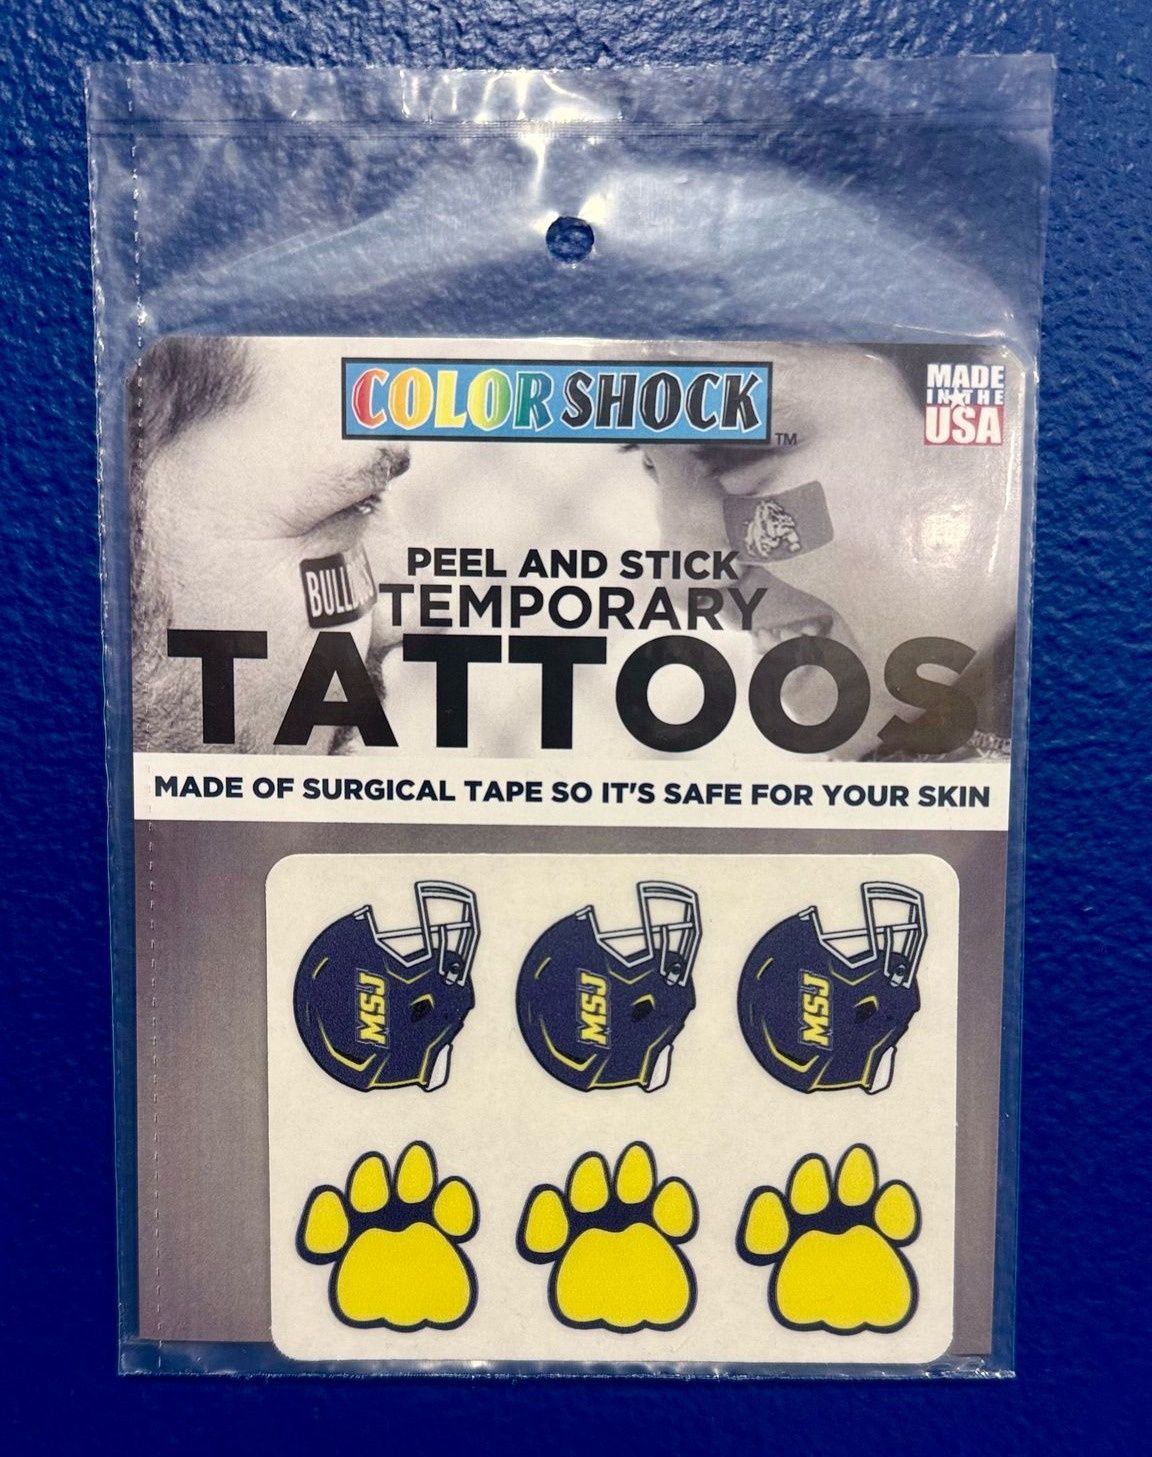 COLOR SHOCK
TM
MADE
IN THE
USA
PEEL AND STICK
TEMPORARY
TATTOOS
BULLDOGS
MADE OF SURGICAL TAPE SO IT'S SAFE FOR YOUR SKIN
MSJ
MSJ
MSJ